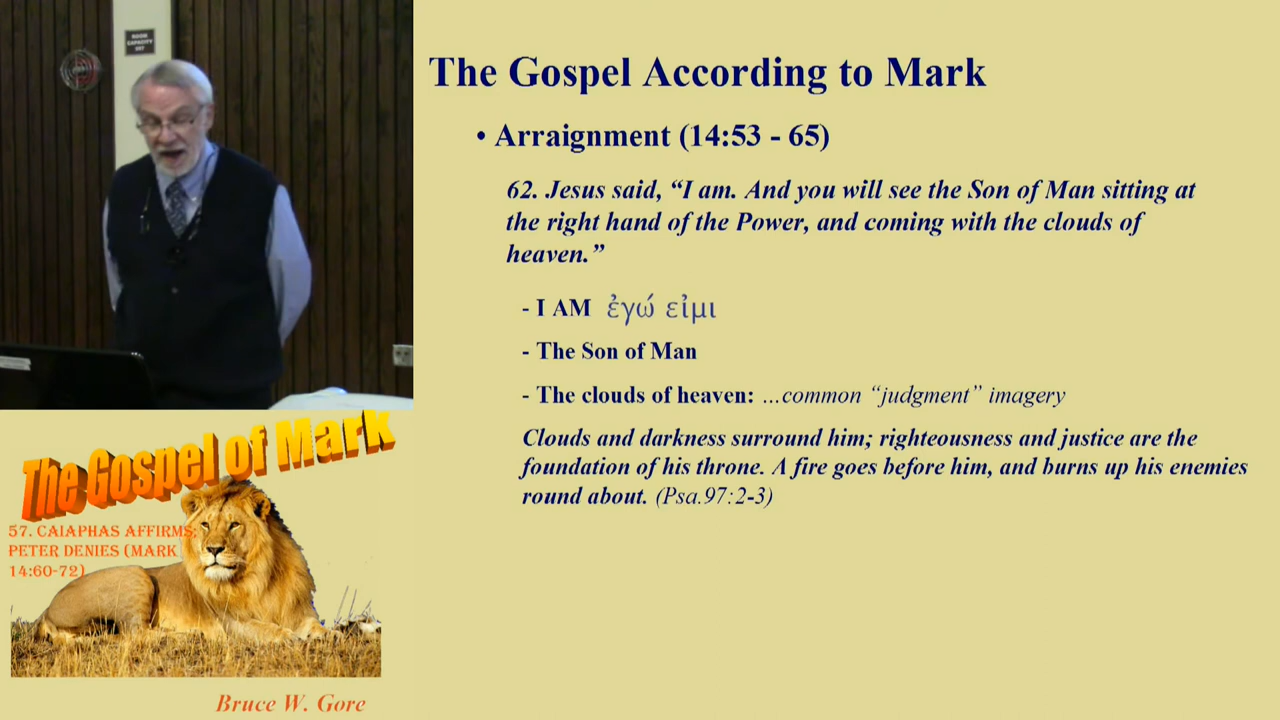 ROOM
CAPACITY
The Gospel According to Mark
• Arraignment (14:53 - 65)
62. Jesus said, “I am. And you will see the Son of Man sitting at
the right hand of the Power, and coming with the clouds of
heaven.”
- I AM ἐγώ εἰμι
- The Son of Man
- The clouds of heaven: ...common “judgment” imagery
Clouds and darkness surround him; righteousness and justice are the
foundation of his throne. A fire goes before him, and burns up his enemies
round about. (Psa.97:2-3)
The Gospel of Mark
57. CAIAPHAS AFFIRMS;
PETER DENIES (MARK
14:60-72)
Bruce W. Gore